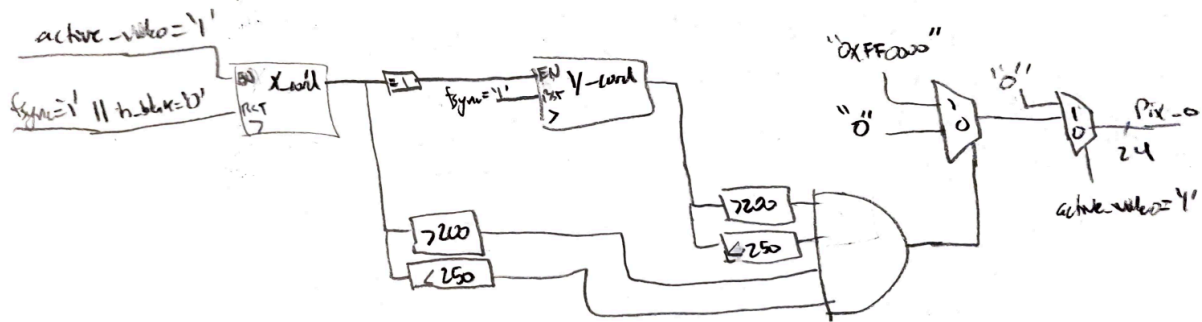 active_video='1'
fsync='1' || h_blank='0'
EN
X_cord
RST
=1
fsync='1'
EN
Y-cord
RST
"0XFF0000"
"0"
1
0
"0"
1
0
Pix_o
24
active_video='1'
>200
<250
>200
<250